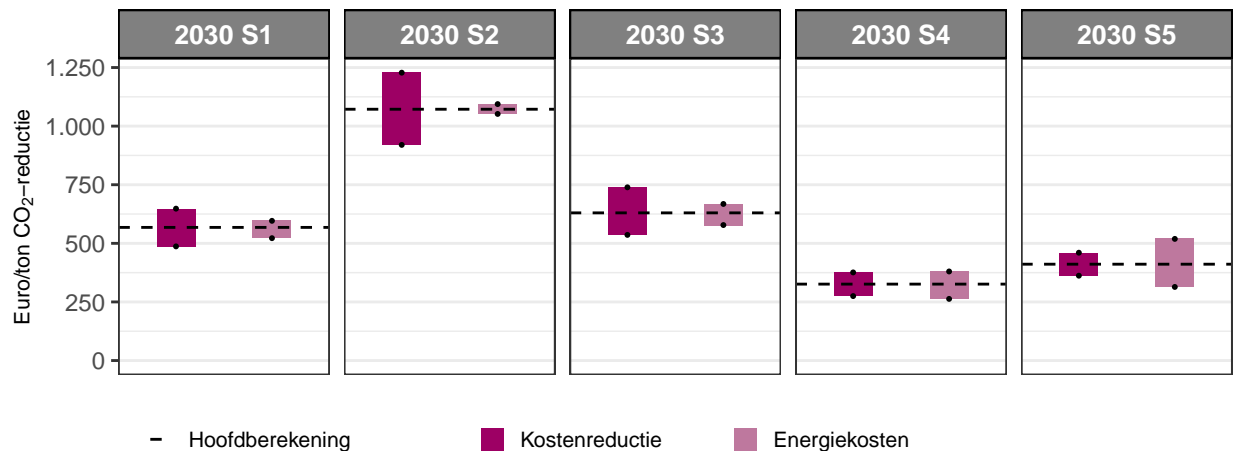 2030 S1 2030 S2 2030 S3 2030 S4 2030 S5
Euro/ton CO₂−reductie
1.250
1.000
750
500
250
0
Hoofdberekening Kostenreductie Energiekosten